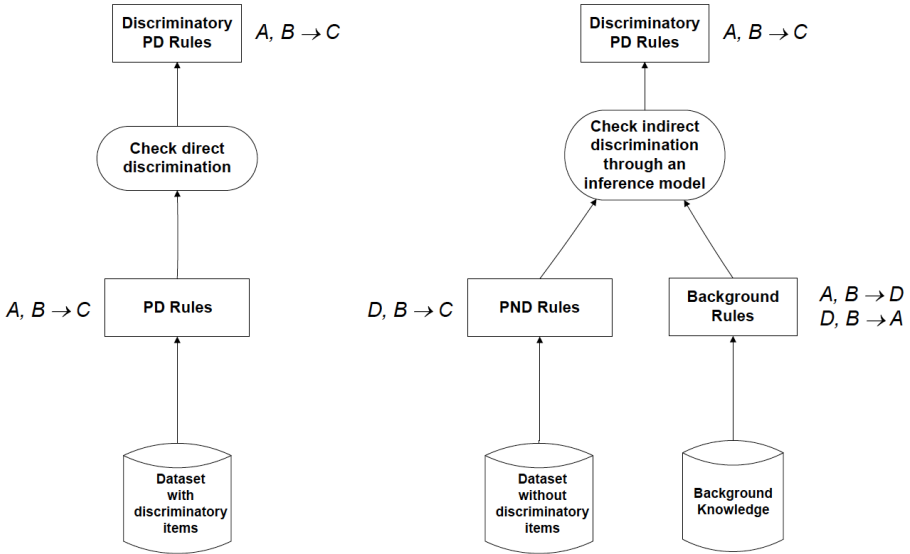 Discriminatory
PD Rules
A, B → C
Check direct
discrimination
A, B → C
PD Rules
Dataset
with
discriminatory
items
Discriminatory
PD Rules
A, B → C
Check indirect
discrimination
through an
inference model
D, B → C
PND Rules
Background
Rules
A, B → D
D, B → A
Dataset
without
discriminatory
items
Background
Knowledge